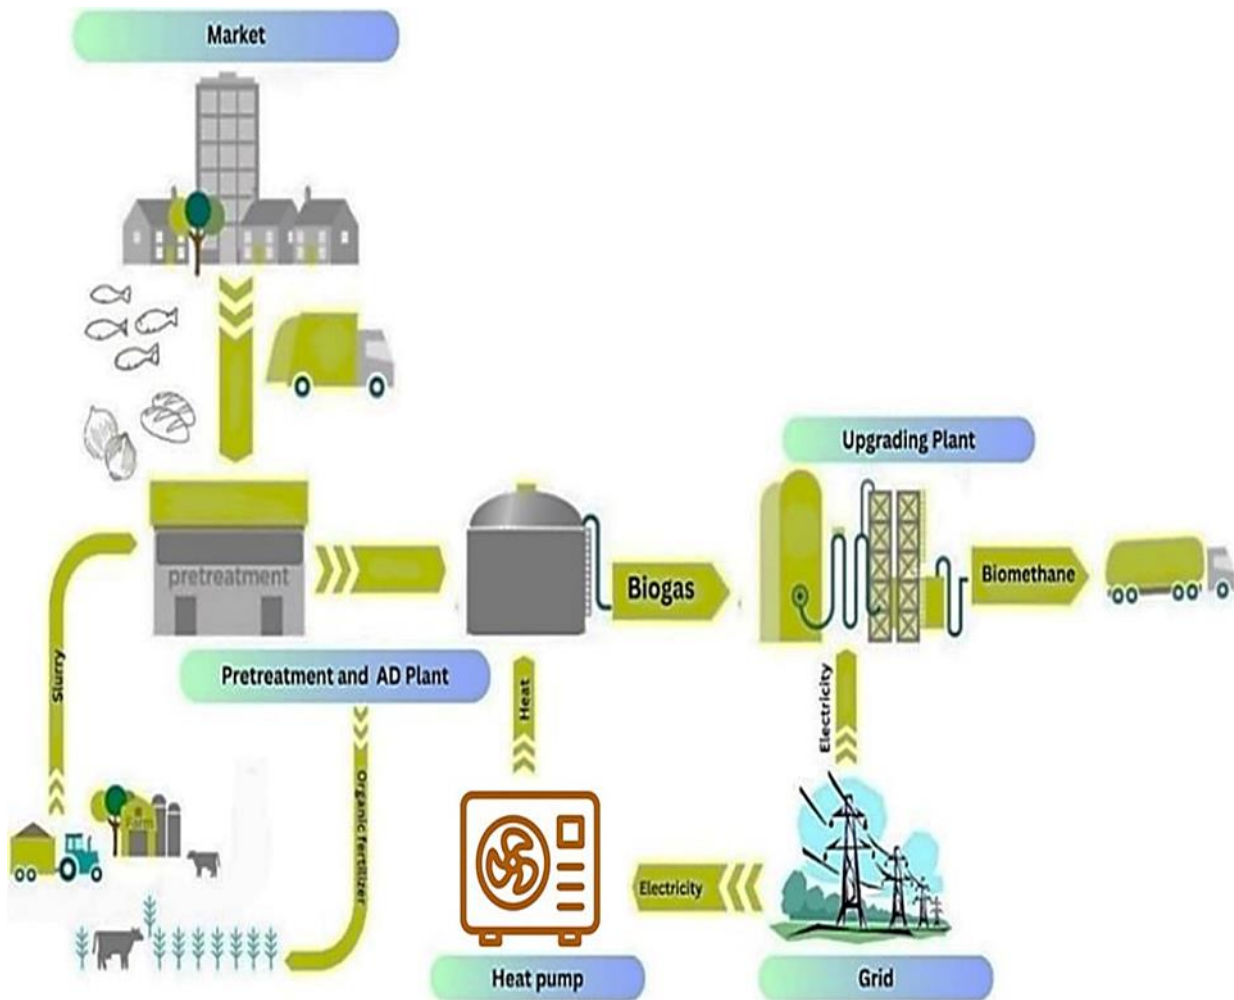 Market
Upgrading Plant
pretreatment
Biogas
Biomethane
Pretreatment and AD Plant
Slurry
Heat
Electricity
Organic fertilizer
Farm
Electricity
Heat pump
Grid